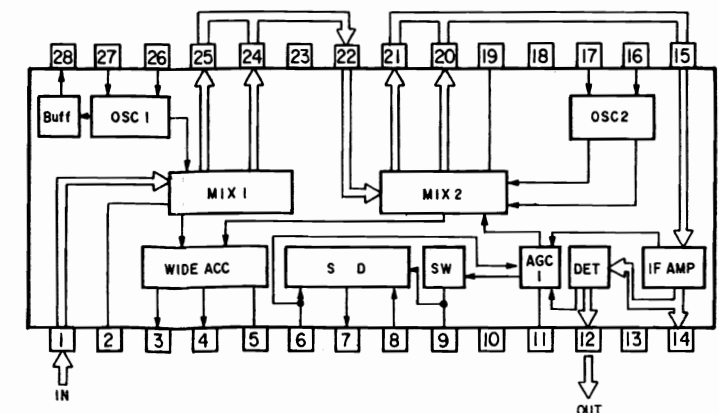 28 27 26 25 24 23 22 21 20 19 18 17 16 15
Buff OSC 1 OSC2
MIX 1 MIX 2
WIDE ACC S D SW AGC 1 DET IF AMP
1 2 3 4 5 6 7 8 9 10 11 12 13 14
IN OUT